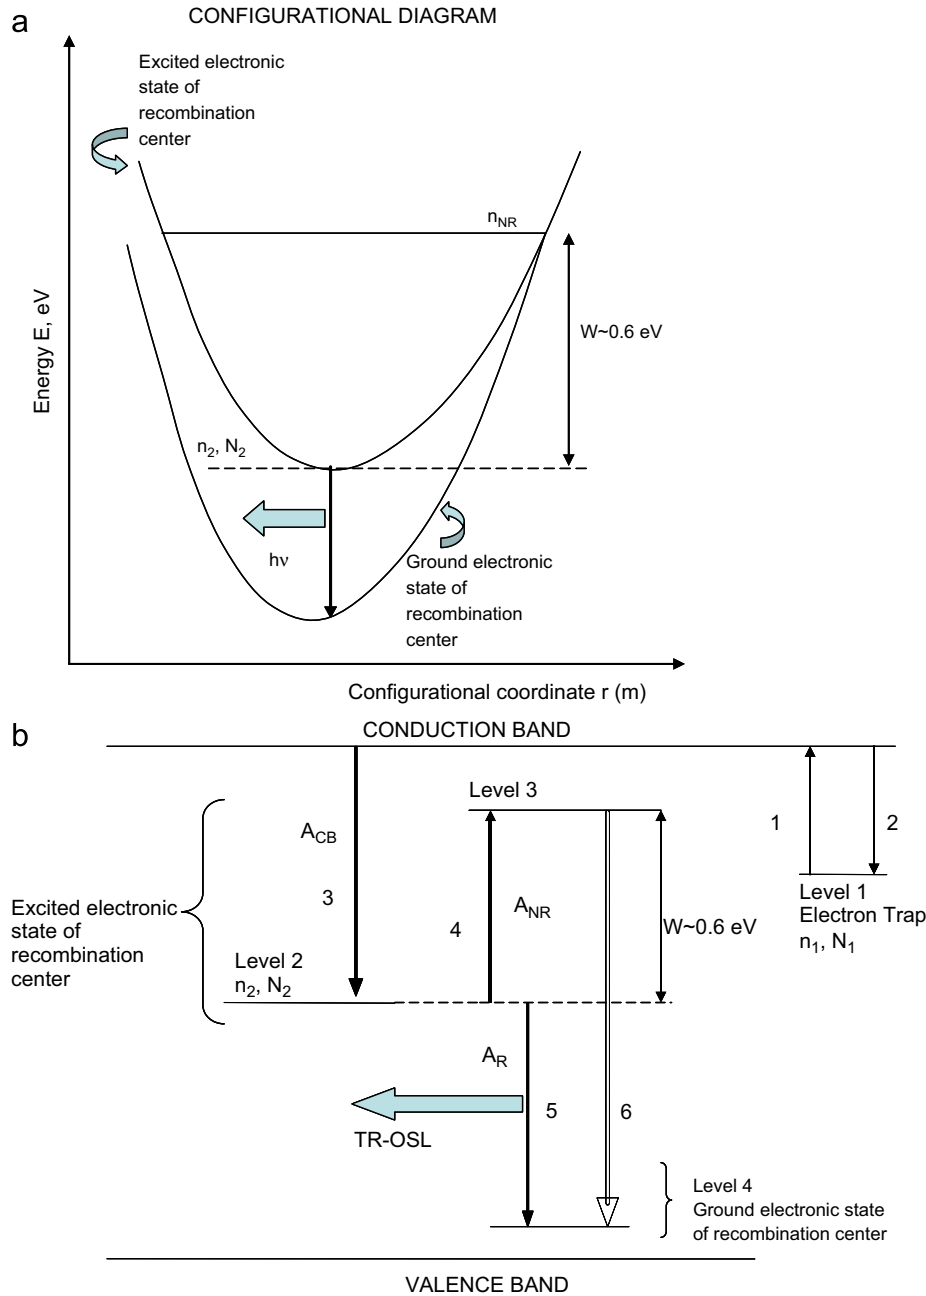 a
CONFIGURATIONAL DIAGRAM
Excited electronic
state of
recombination
center
n_NR
Energy E, eV
W~0.6 eV
n_2, N_2
hν
Ground electronic
state of
recombination
center
Configurational coordinate r (m)
b
CONDUCTION BAND
Level 3
A_CB
1
2
3
A_NR
4
Level 1
Electron Trap
n_1, N_1
Excited electronic
state of
recombination
center
W~0.6 eV
Level 2
n_2, N_2
A_R
5
6
TR-OSL
Level 4
Ground electronic state
of recombination center
VALENCE BAND